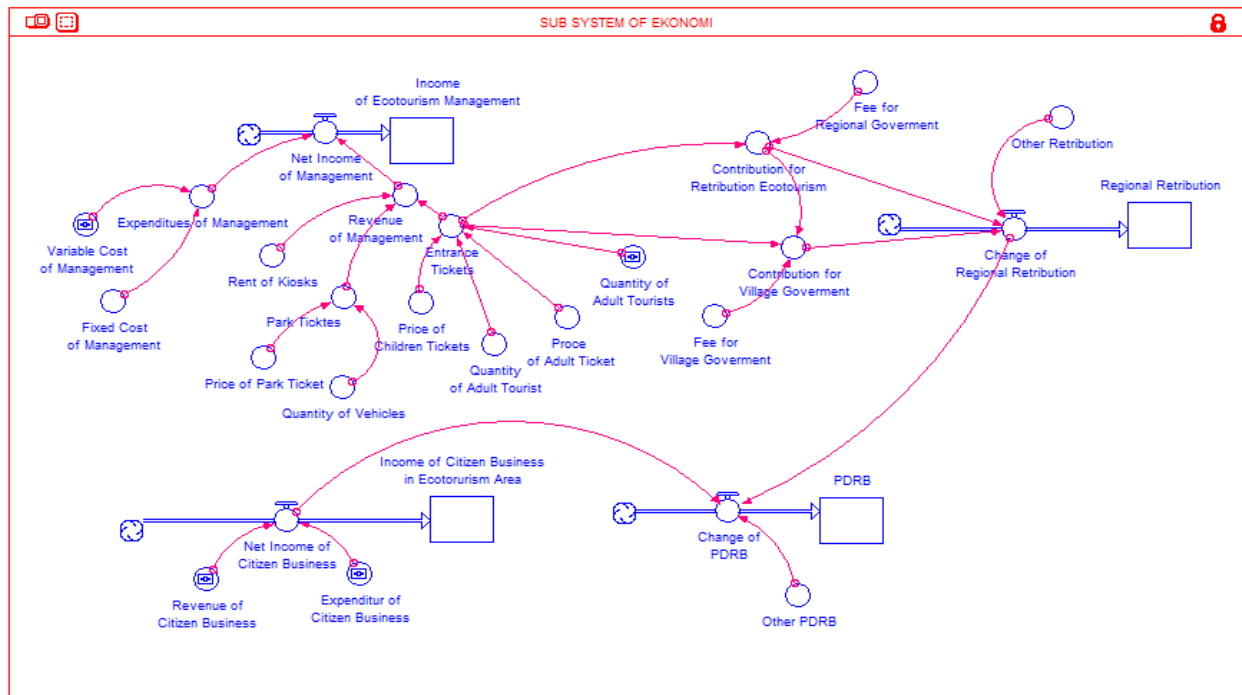 SUB SYSTEM OF EKONOMI
Income
of Ecotourism Management
Net Income
of Management
Expenditues of Management
Variable Cost
of Management
Fixed Cost
of Management
Revenue
of Management
Rent of Kiosks
Park Ticktes
Price of Park Ticket
Quantity of Vehicles
Entrance
Tickets
Price of
Children Tickets
Quantity
of Adult Tourist
Proce
of Adult Ticket
Quantity of
Adult Tourists
Fee for
Regional Goverment
Contribution for
Retribution Ecotourism
Contribution for
Village Goverment
Fee for
Village Goverment
Other Retribution
Regional Retribution
Change of
Regional Retribution
Income of Citizen Business
in Ecotorurism Area
Net Income of
Citizen Business
Revenue of
Citizen Business
Expenditur of
Citizen Business
PDRB
Change of
PDRB
Other PDRB